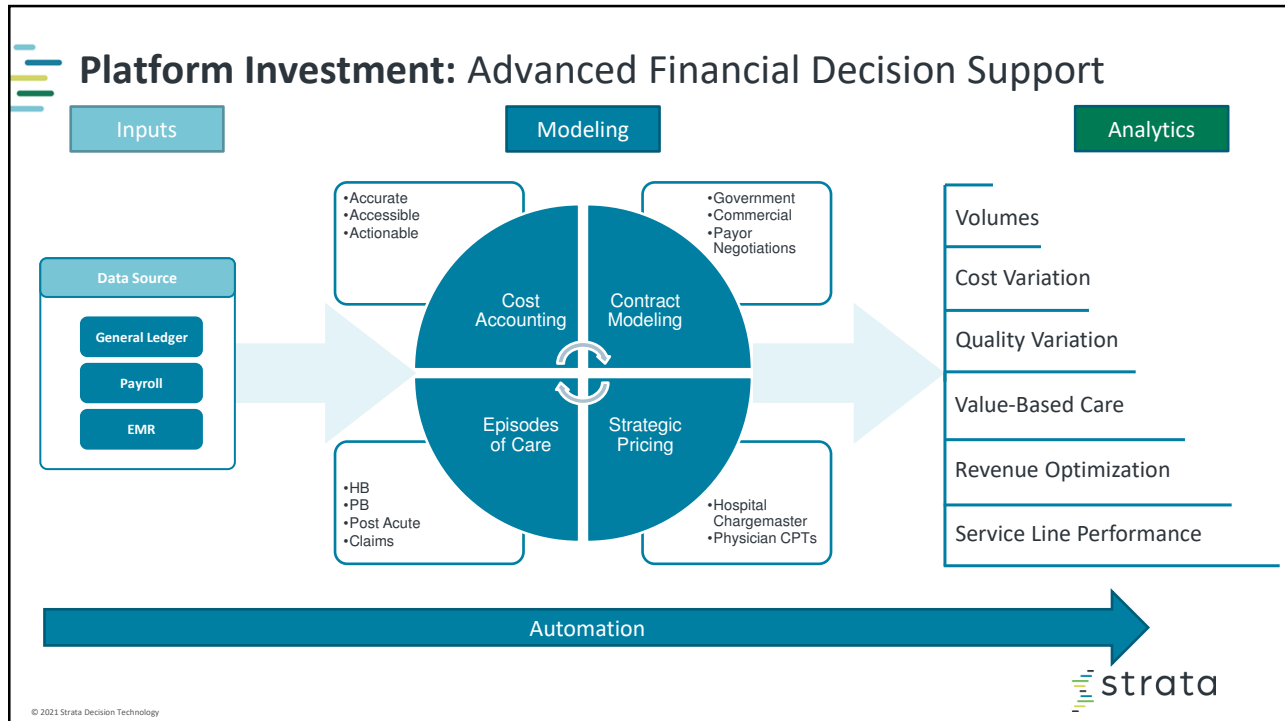 Platform Investment: Advanced Financial Decision Support
Inputs
Modeling
Analytics
Data Source
General Ledger
Payroll
EMR
•Accurate
•Accessible
•Actionable
•Government
•Commercial
•Payor
Negotiations
Cost
Accounting
Contract
Modeling
Episodes
of Care
Strategic
Pricing
•HB
•PB
•Post Acute
•Claims
•Hospital
Chargemaster
•Physician CPTs
Volumes
Cost Variation
Quality Variation
Value-Based Care
Revenue Optimization
Service Line Performance
Automation
strata
© 2021 Strata Decision Technology